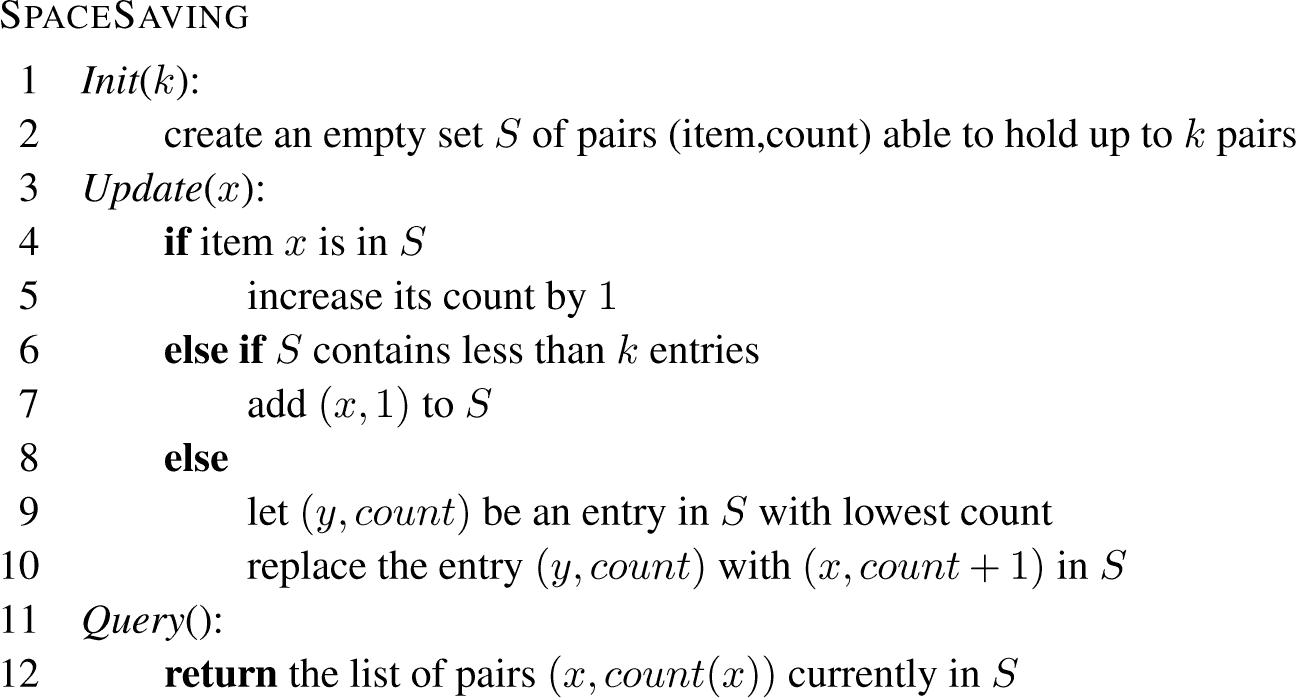 SPACESAVING
1 Init(k):
2 create an empty set S of pairs (item,count) able to hold up to k pairs
3 Update(x):
4 if item x is in S
5 increase its count by 1
6 else if S contains less than k entries
7 add (x, 1) to S
8 else
9 let (y, count) be an entry in S with lowest count
10 replace the entry (y, count) with (x, count + 1) in S
11 Query():
12 return the list of pairs (x, count(x)) currently in S